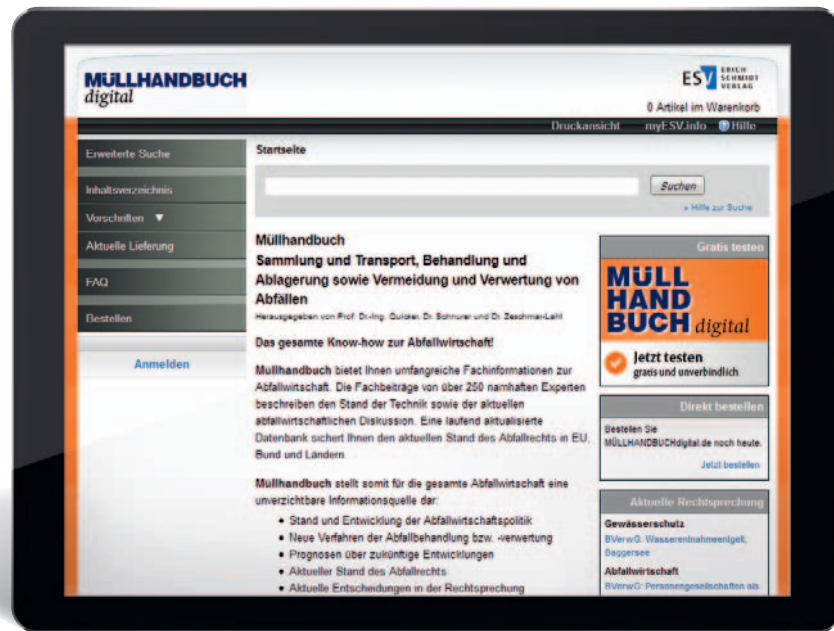 MÜLLHANDBUCH
digital
ESV ERICH
SCHMIDT
VERLAG
0 Artikel im Warenkorb
Druckansicht myESV.info ? Hilfe
Erweiterte Suche
Inhaltsverzeichnis
Vorschriften ▼
Aktuelle Lieferung
FAQ
Bestellen
Anmelden
Startseite
Suchen
» Hilfe zur Suche
Müllhandbuch
Sammlung und Transport, Behandlung und
Ablagerung sowie Vermeidung und Verwertung von
Abfällen
Herausgegeben von Prof. Dr.-Ing. Quicker, Dr. Schnurer und Dr. Zeschmar-Lahl
Das gesamte Know-how zur Abfallwirtschaft!
Müllhandbuch bietet Ihnen umfangreiche Fachinformationen zur
Abfallwirtschaft. Die Fachbeiträge von über 250 namhaften Experten
beschreiben den Stand der Technik sowie der aktuellen
abfallwirtschaftlichen Diskussion. Eine laufend aktualisierte
Datenbank sichert Ihnen den aktuellen Stand des Abfallrechts in EU,
Bund und Ländern.
Müllhandbuch stellt somit für die gesamte Abfallwirtschaft eine
unverzichtbare Informationsquelle dar:
• Stand und Entwicklung der Abfallwirtschaftspolitik
• Neue Verfahren der Abfallbehandlung bzw. -verwertung
• Prognosen über zukünftige Entwicklungen
• Aktueller Stand des Abfallrechts
• Aktuelle Entscheidungen in der Rechtsprechung
Gratis testen
MÜLL
HAND
BUCH digital
Jetzt testen
gratis und unverbindlich
Direkt bestellen
Bestellen Sie
MÜLLHANDBUCHdigital.de noch heute.
Jetzt bestellen
Aktuelle Rechtsprechung
Gewässerschutz
BVerwG: Wasserentnahmeentgelt;
Baggersee
Abfallwirtschaft
BVerwG: Personengesellschaften als